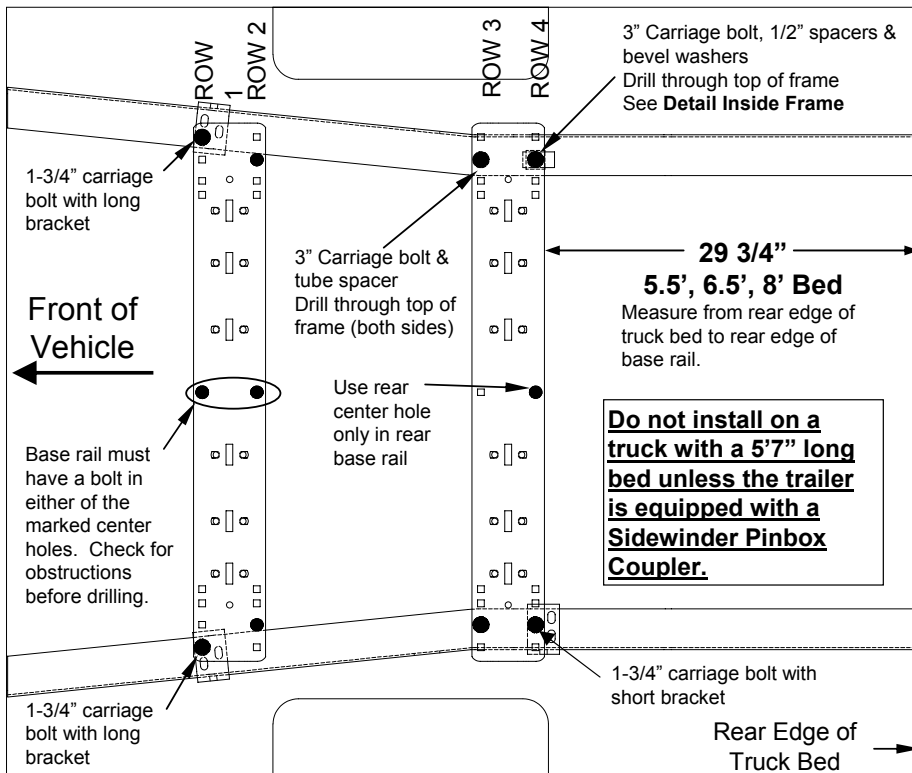 ROW 1
ROW 2
ROW 3
ROW 4
3” Carriage bolt, 1/2” spacers &
bevel washers
Drill through top of frame
See Detail Inside Frame
1-3/4” carriage
bolt with long
bracket
3” Carriage bolt &
tube spacer
Drill through top of
frame (both sides)
29 3/4”
5.5’, 6.5’, 8’ Bed
Measure from rear edge of
truck bed to rear edge of
base rail.
Front of
Vehicle
Use rear
center hole
only in rear
base rail
Do not install on a
truck with a 5’7” long
bed unless the trailer
is equipped with a
Sidewinder Pinbox
Coupler.
Base rail must
have a bolt in
either of the
marked center
holes. Check for
obstructions
before drilling.
1-3/4” carriage
bolt with long
bracket
1-3/4” carriage bolt with
short bracket
Rear Edge of
Truck Bed